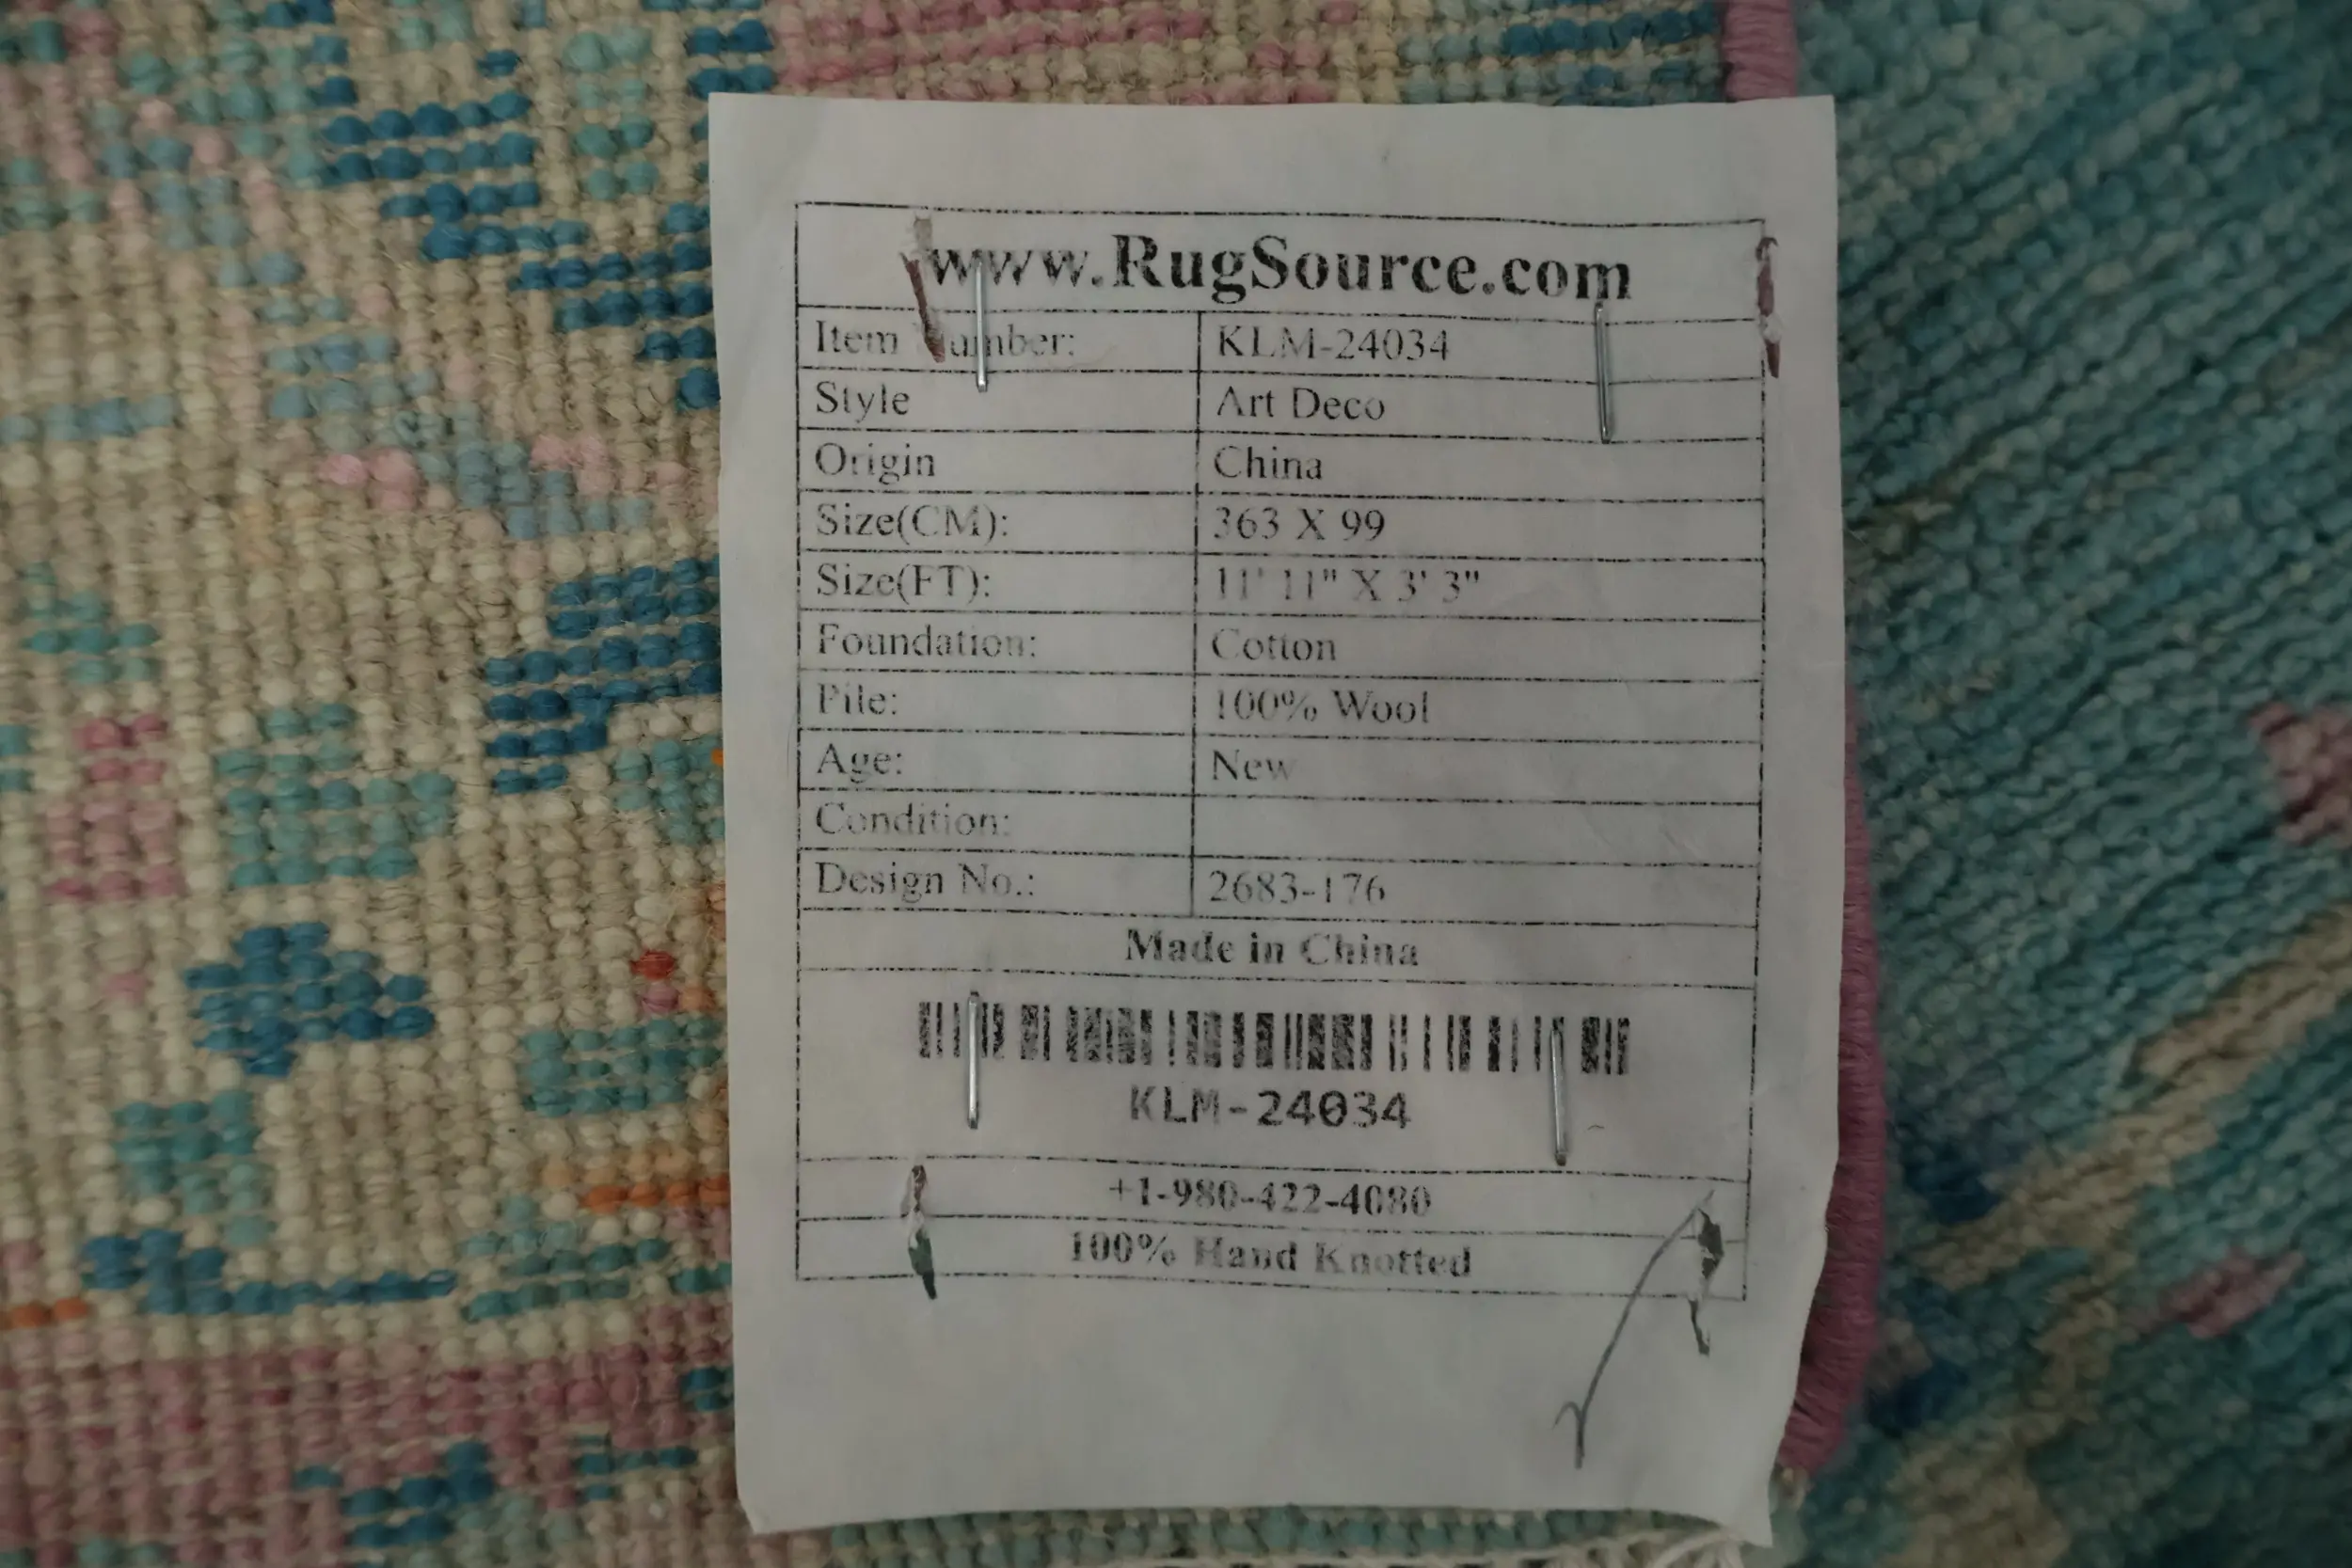 www.RugSource.com
Item Number: KLM-24034
Style Art Deco
Origin China
Size(CM): 363 X 99
Size(FT): 11' 11" X 3' 3"
Foundation: Cotton
Pile: 100% Wool
Age: New
Condition:
Design No.: 2683-176
Made in China
KLM-24034
+1-980-422-4080
100% Hand Knotted